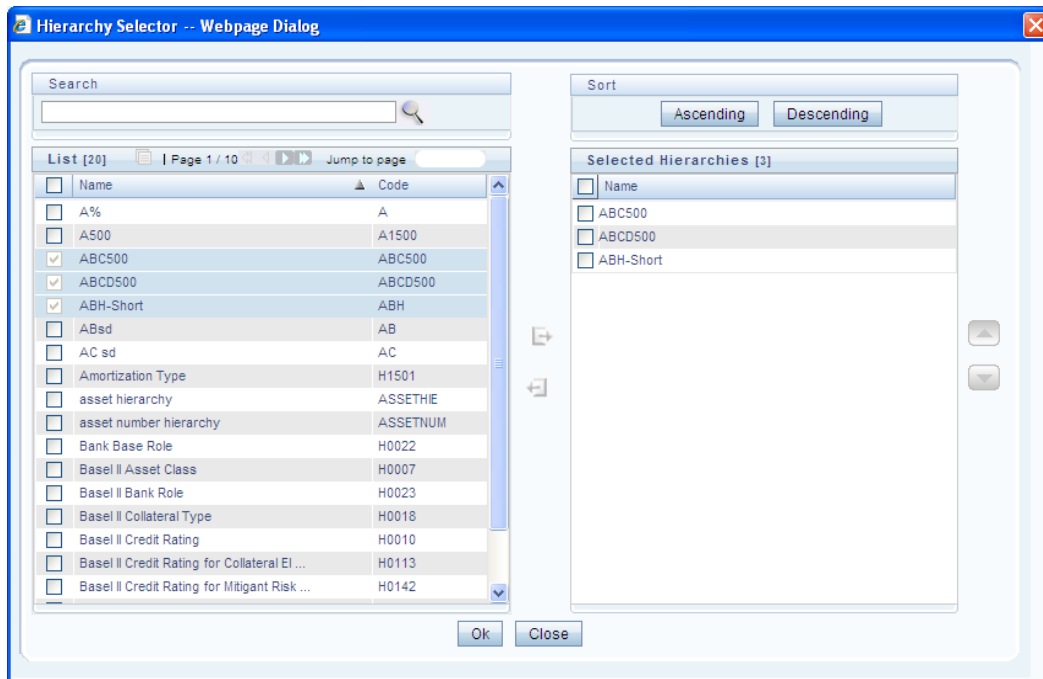 Hierarchy Selector -- Webpage Dialog
Search
Sort
Ascending Descending
List [20] | Page 1 / 10 Jump to page
Selected Hierarchies [3]
Name Code
Name
A% A
A500 A1500
ABC500 ABC500
ABCD500 ABCD500
ABH-Short ABH
ABsd AB
AC sd AC
Amortization Type H1501
asset hierarchy ASSETHIE
asset number hierarchy ASSETNUM
Bank Base Role H0022
Basel II Asset Class H0007
Basel II Bank Role H0023
Basel II Collateral Type H0018
Basel II Credit Rating H0010
Basel II Credit Rating for Collateral El ... H0113
Basel II Credit Rating for Mitigant Risk ... H0142
ABC500
ABCD500
ABH-Short
Ok Close